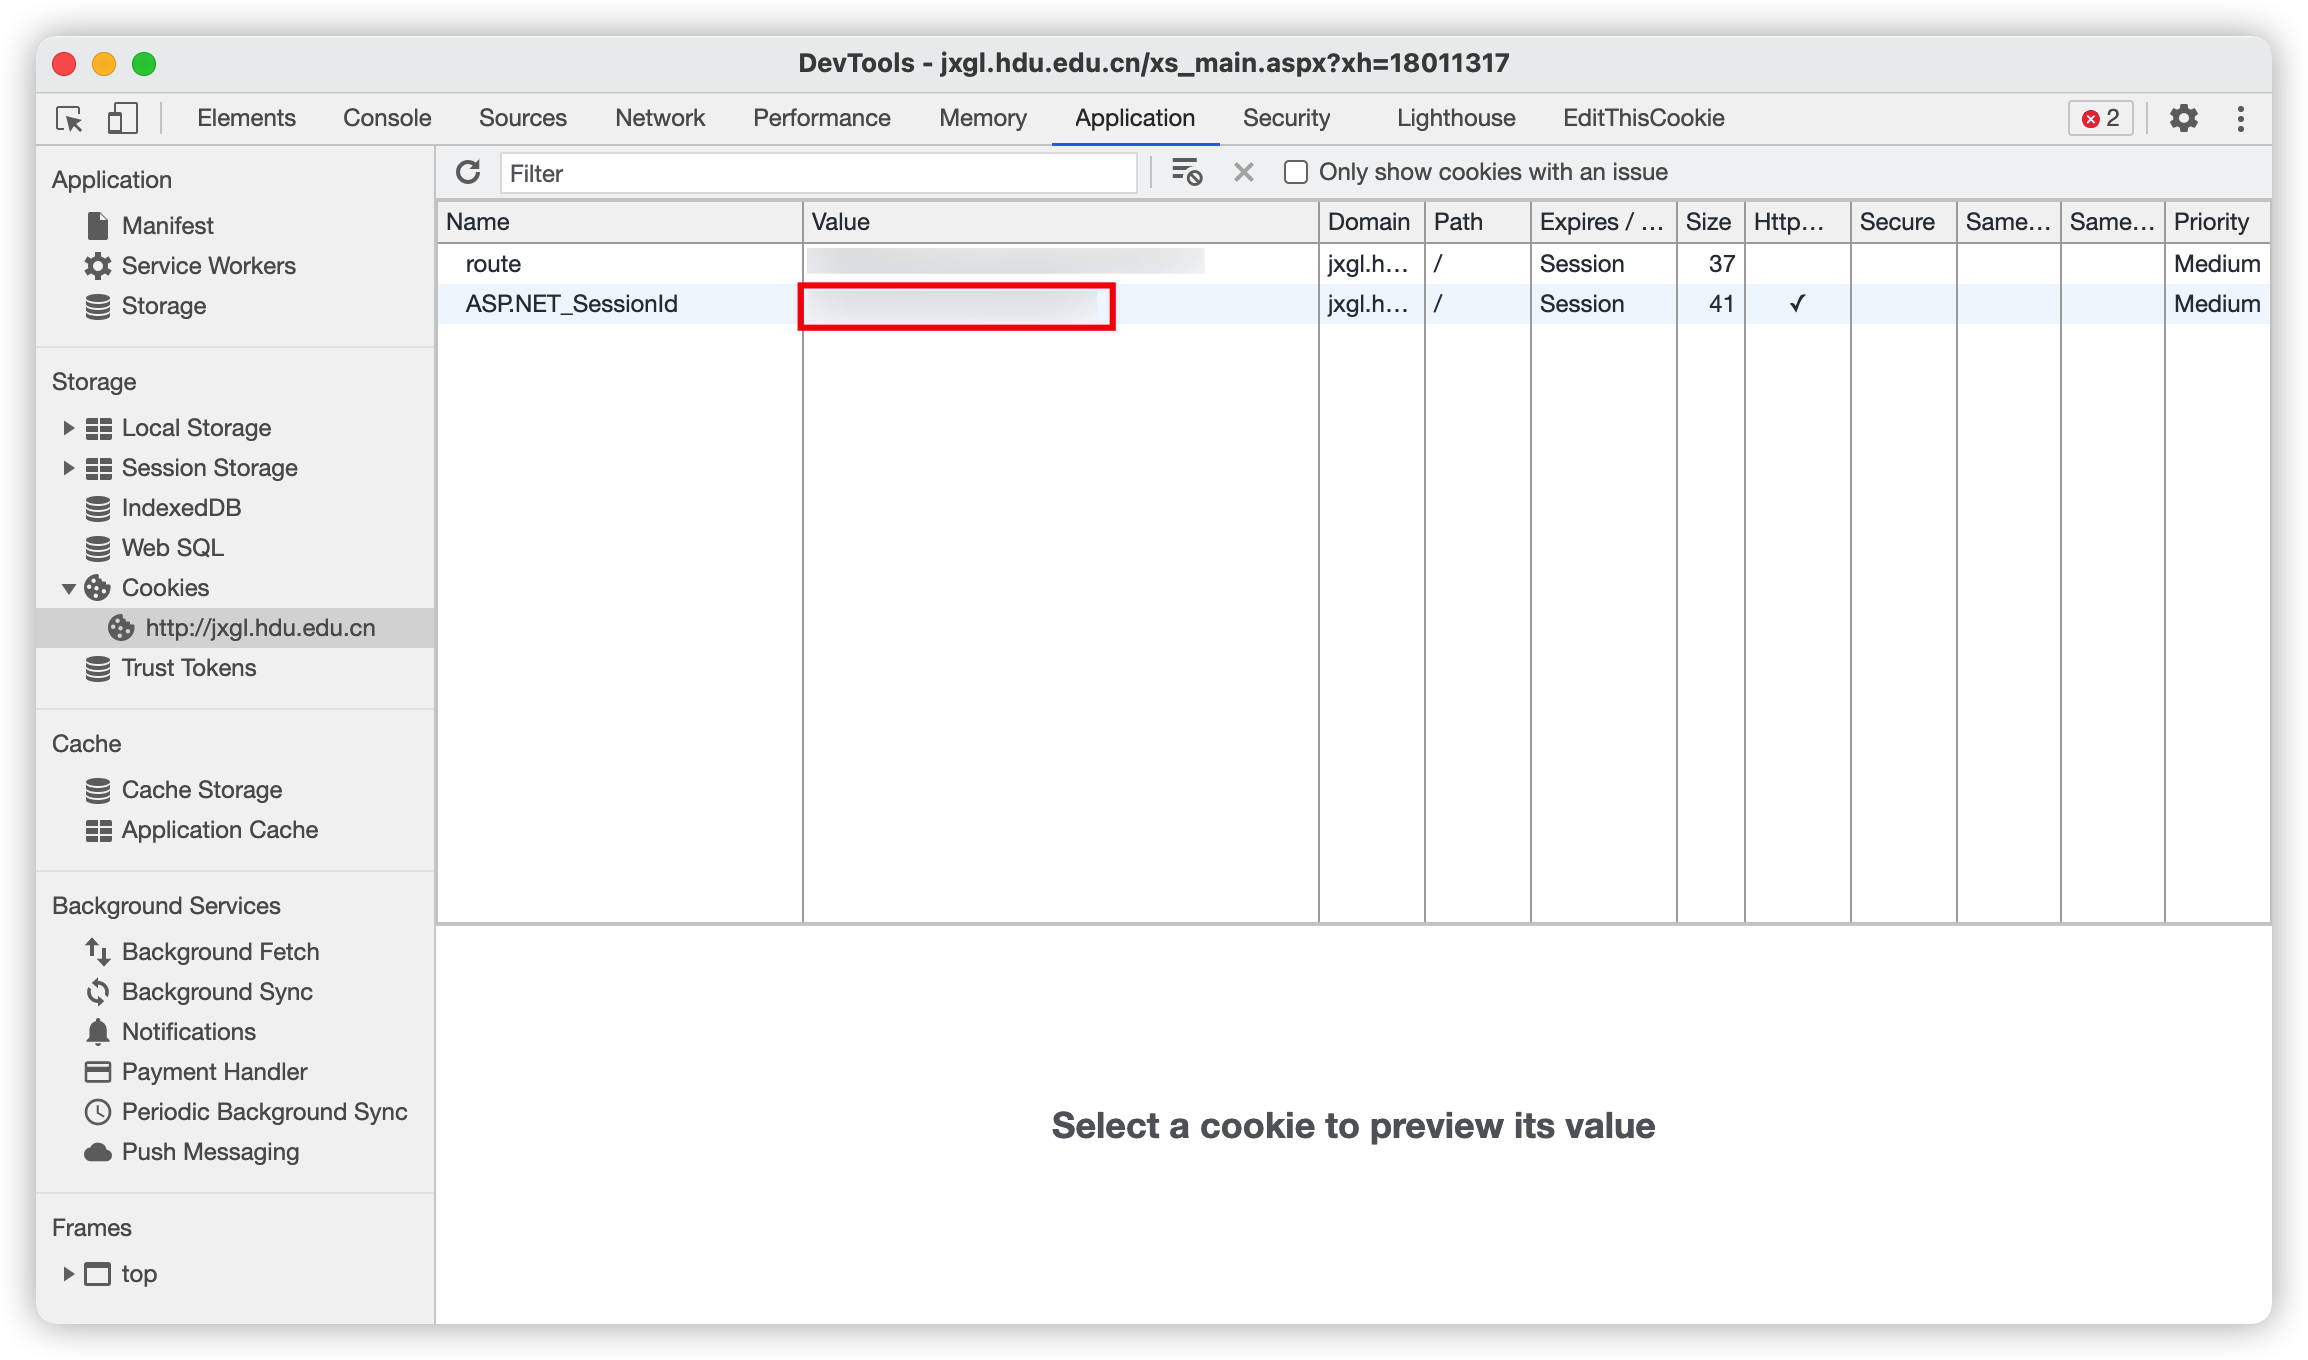 DevTools - jxgl.hdu.edu.cn/xs_main.aspx?xh=18011317
Elements Console Sources Network Performance Memory Application Security Lighthouse EditThisCookie 2
Application
Manifest
Service Workers
Storage
Storage
Local Storage
Session Storage
IndexedDB
Web SQL
Cookies
http://jxgl.hdu.edu.cn
Trust Tokens
Cache
Cache Storage
Application Cache
Background Services
Background Fetch
Background Sync
Notifications
Payment Handler
Periodic Background Sync
Push Messaging
Frames
top
Filter Only show cookies with an issue
Name Value Domain Path Expires / ... Size Http... Secure Same... Same... Priority
route jxgl.h... / Session 37 Medium
ASP.NET_SessionId jxgl.h... / Session 41 ✓ Medium
Select a cookie to preview its value